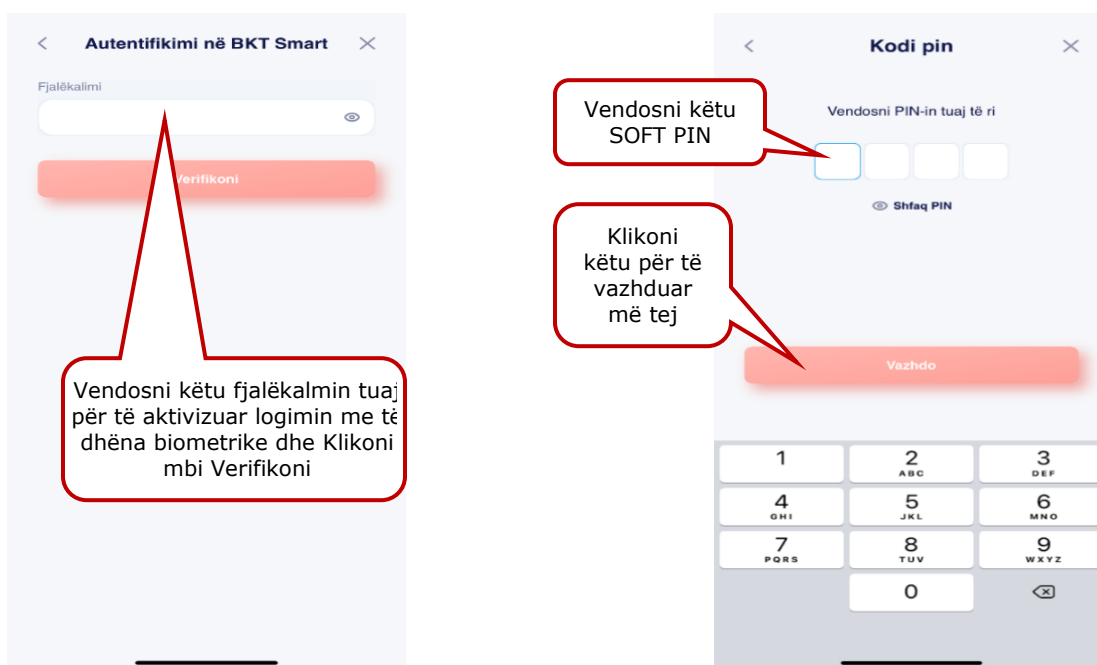 Autentifikimi në BKT Smart
Fjalëkalimi
Verifikoni
Vendosni këtu fjalëkalmin tuaj
për të aktivizuar logimin me të
dhëna biometrike dhe Klikoni
mbi Verifikoni
Kodi pin
Vendosni këtu
SOFT PIN
Vendosni PIN-in tuaj të ri
Shfaq PIN
Klikoni
këtu për të
vazhduar
më tej
Vazhdo
1 2 3
ABC DEF
4 5 6
GHI JKL MNO
7 8 9
PQRS TUV WXYZ
0